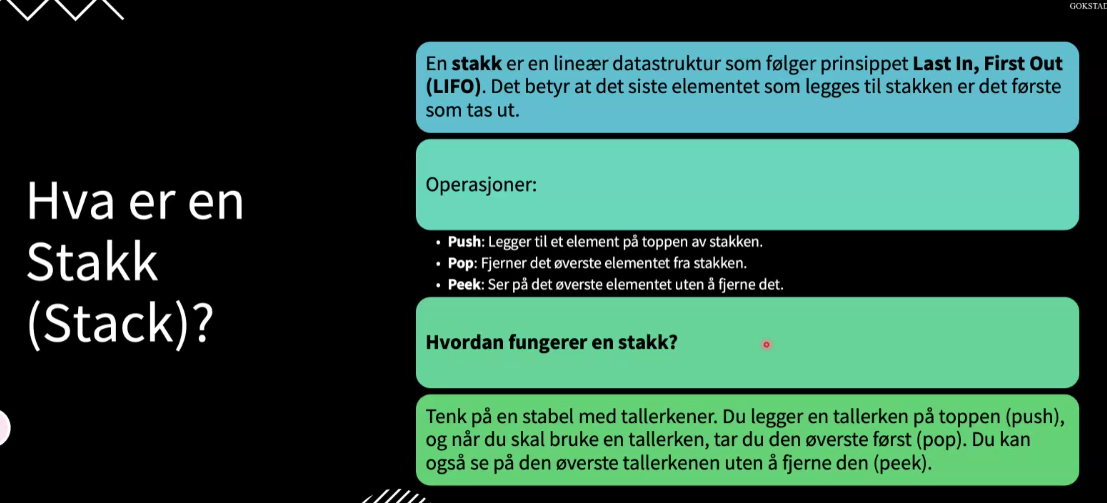 GOKSTAD
Hva er en
Stakk
(Stack)?
En stakk er en lineær datastruktur som følger prinsippet Last In, First Out
(LIFO). Det betyr at det siste elementet som legges til stakken er det første
som tas ut.
Operasjoner:
• Push: Legger til et element på toppen av stakken.
• Pop: Fjerner det øverste elementet fra stakken.
• Peek: Ser på det øverste elementet uten å fjerne det.
Hvordan fungerer en stakk?
Tenk på en stabel med tallerkener. Du legger en tallerken på toppen (push),
og når du skal bruke en tallerken, tar du den øverste først (pop). Du kan
også se på den øverste tallerkenen uten å fjerne den (peek).